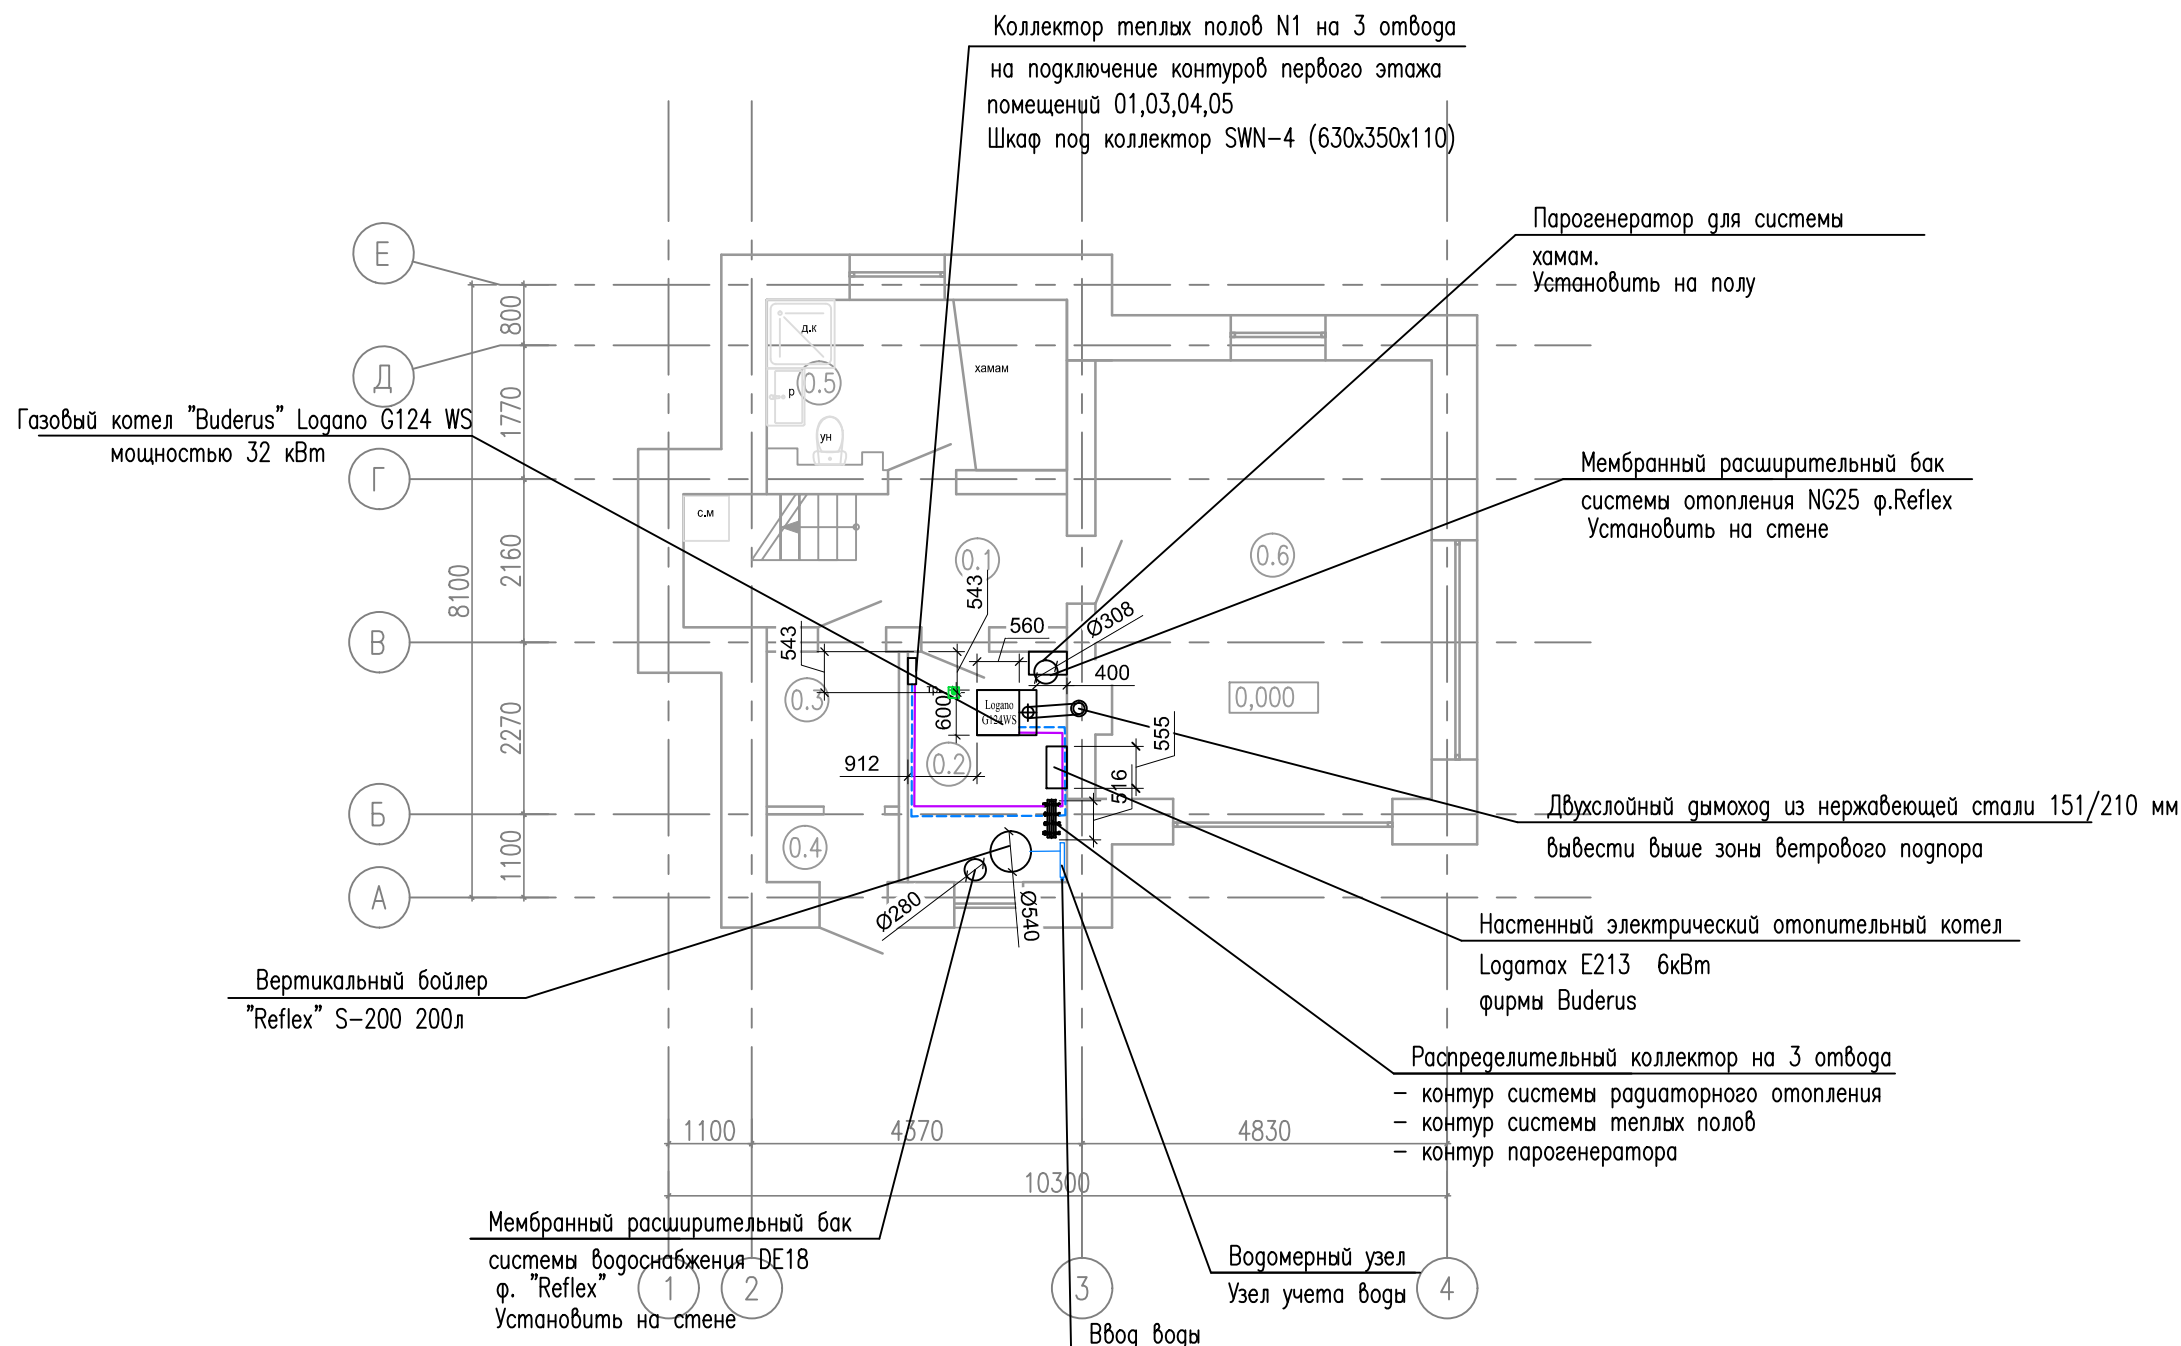 Коллектор теплых полов N1 на 3 отвода
на подключение контуров первого этажа
помещений 01,03,04,05
Шкаф под коллектор SWN-4 (630x350x110)
Парогенератор для системы
хамам.
Установить на полу
Е
800
Д
1770
Газовый котел "Buderus" Logano G124 WS
мощностью 32 кВт
Г
2160
8100
В
2270
Б
1100
А
д.к
0.5
р
ун
хамам
с.м
0.1
0.6
Мембранный расширительный бак
системы отопления NG25 ф.Reflex
Установить на стене
543
543
560
Ø308
400
0.3
тр
600
Logano
G124WS
0,000
555
912
0.2
516
0.4
Ø280
Ø540
Двухслойный дымоход из нержавеющей стали 151/210 мм
вывести выше зоны ветрового подпора
Настенный электрический отопительный котел
Logamax E213 6кВт
фирмы Buderus
Вертикальный бойлер
"Reflex" S-200 200л
Распределительный коллектор на 3 отвода
- контур системы радиаторного отопления
- контур системы теплых полов
- контур парогенератора
1100
4370
4830
10300
Мембранный расширительный бак
системы водоснабжения DE18
ф. "Reflex"
Установить на стене
Водомерный узел
Узел учета воды
Ввод воды
1
2
3
4